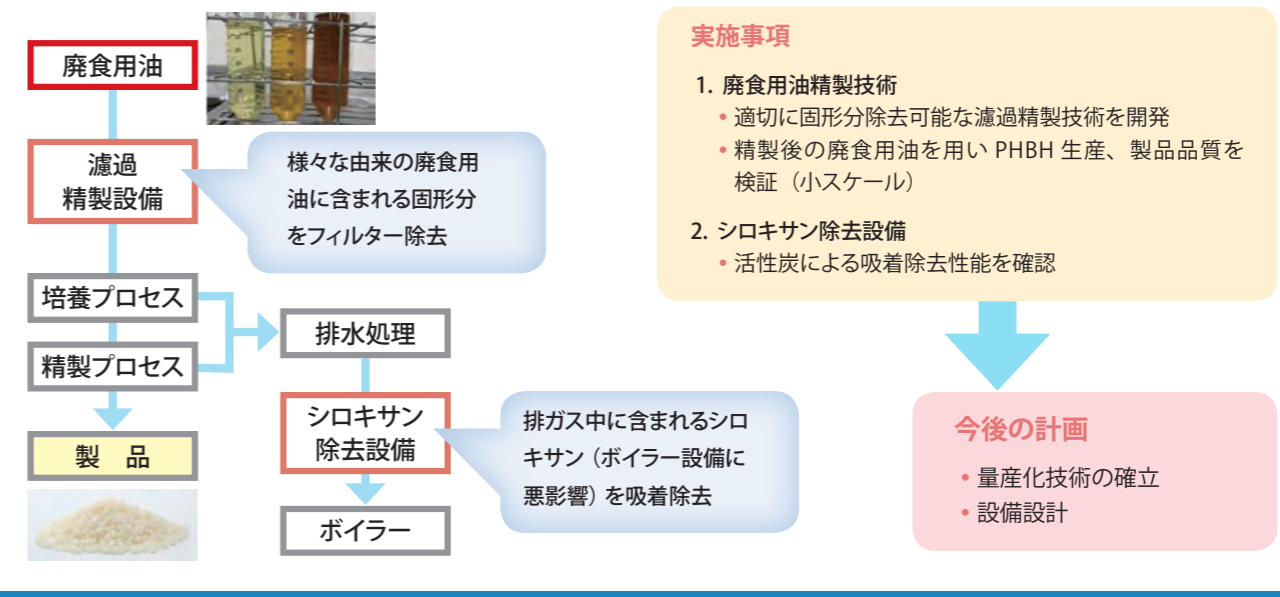 廃食用油
濾過
精製設備
様々な由来の廃食用
油に含まれる固形分
をフィルター除去
培養プロセス
精製プロセス
製 品
排水処理
シロキサン
除去設備
排ガス中に含まれるシロ
キサン（ボイラー設備に
悪影響）を吸着除去
ボイラー
実施事項
1. 廃食用油精製技術
• 適切に固形分除去可能な濾過精製技術を開発
• 精製後の廃食用油を用い PHBH 生産、製品品質を
検証（小スケール）
2. シロキサン除去設備
• 活性炭による吸着除去性能を確認
今後の計画
• 量産化技術の確立
• 設備設計